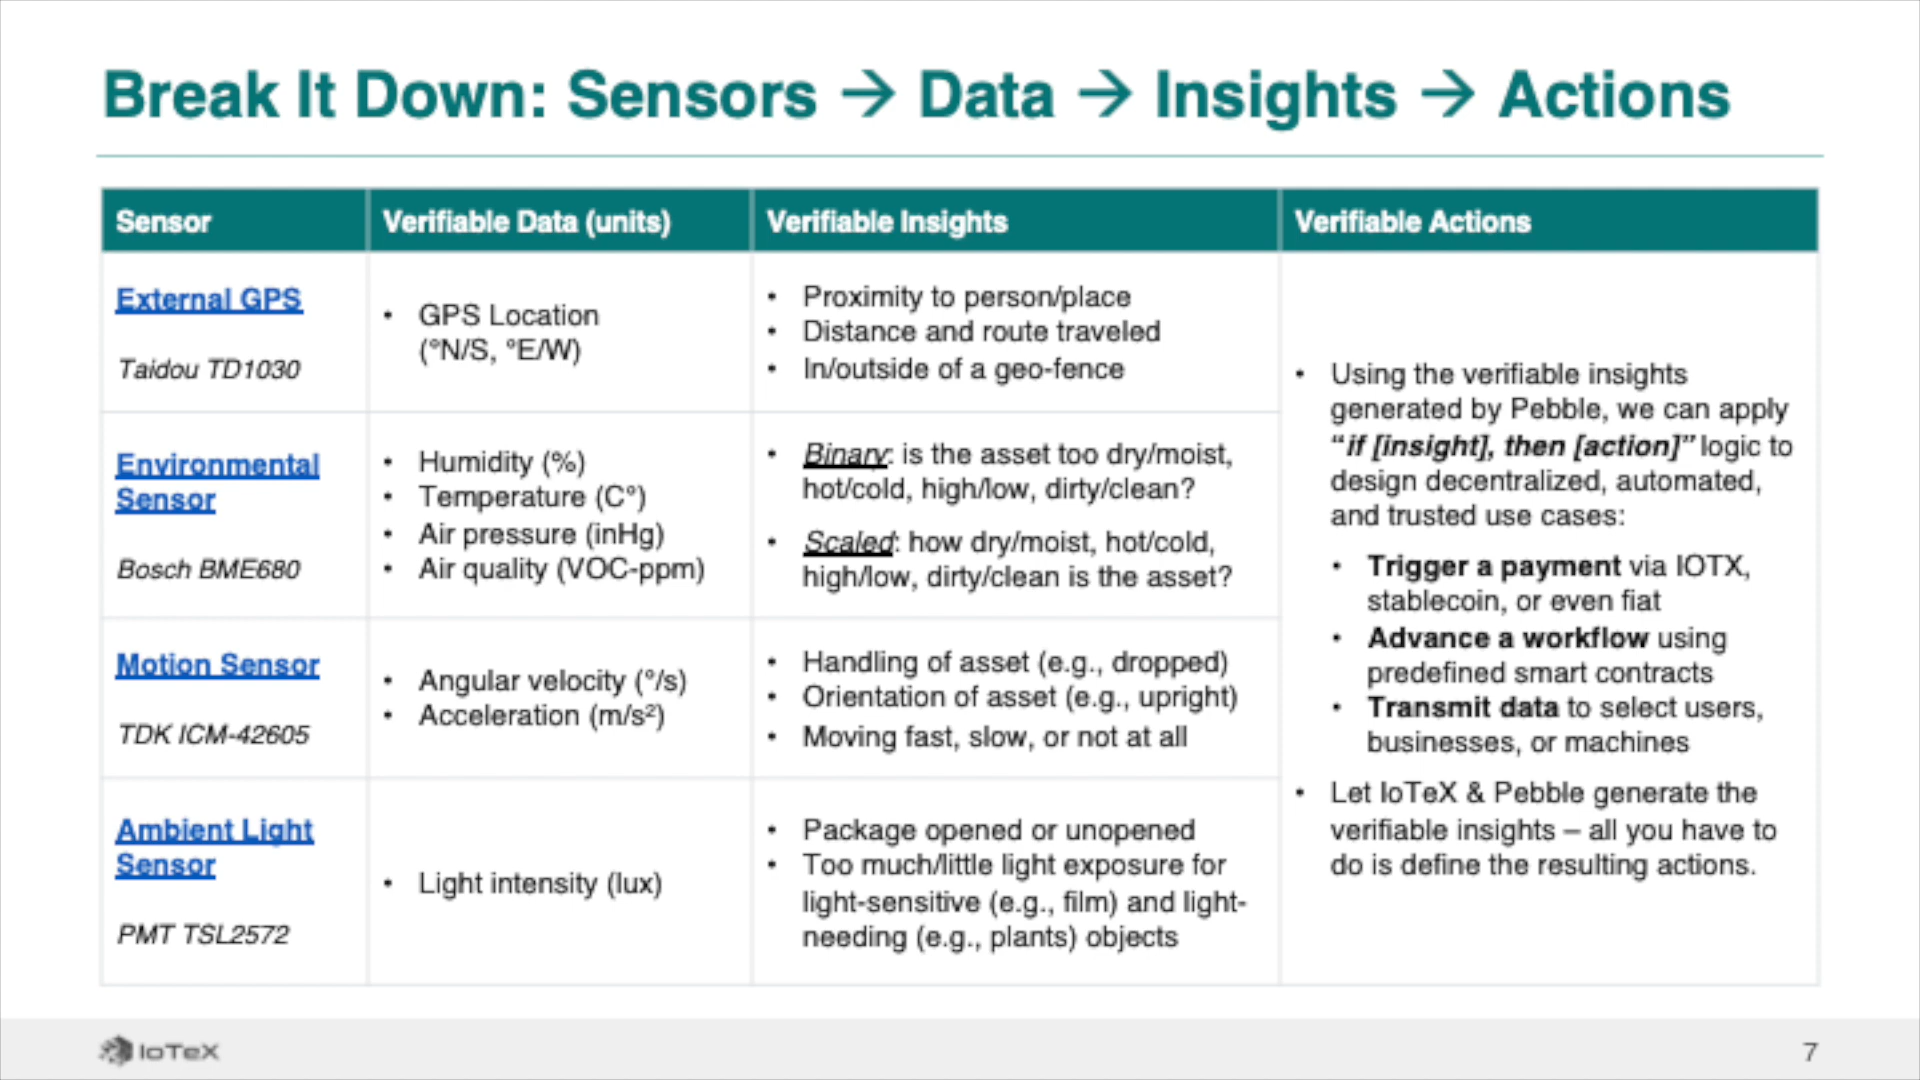 Break It Down: Sensors → Data → Insights → Actions
Sensor
Verifiable Data (units)
Verifiable Insights
Verifiable Actions
External GPS
Taidou TD1030
• GPS Location
(°N/S, °E/W)
• Proximity to person/place
• Distance and route traveled
• In/outside of a geo-fence
Environmental
Sensor
Bosch BME680
• Humidity (%)
• Temperature (C°)
• Air pressure (inHg)
• Air quality (VOC-ppm)
• Binary: is the asset too dry/moist,
hot/cold, high/low, dirty/clean?
• Scaled: how dry/moist, hot/cold,
high/low, dirty/clean is the asset?
Motion Sensor
TDK ICM-42605
• Angular velocity (°/s)
• Acceleration (m/s²)
• Handling of asset (e.g., dropped)
• Orientation of asset (e.g., upright)
• Moving fast, slow, or not at all
Ambient Light
Sensor
PMT TSL2572
• Light intensity (lux)
• Package opened or unopened
• Too much/little light exposure for
light-sensitive (e.g., film) and light-
needing (e.g., plants) objects
• Using the verifiable insights
generated by Pebble, we can apply
“if [insight], then [action]” logic to
design decentralized, automated,
and trusted use cases:
• Trigger a payment via IOTX,
stablecoin, or even fiat
• Advance a workflow using
predefined smart contracts
• Transmit data to select users,
businesses, or machines
• Let IoTeX & Pebble generate the
verifiable insights – all you have to
do is define the resulting actions.
IoTeX
7